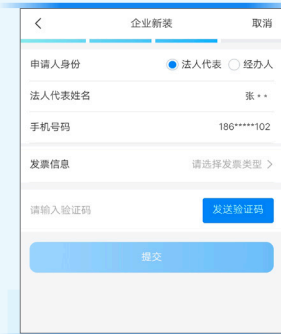 企业新装 取消
申请人身份 法人代表 经办人
法人代表姓名 张**
手机号码 186*****102
发票信息 请选择发票类型
请输入验证码 发送验证码
提交